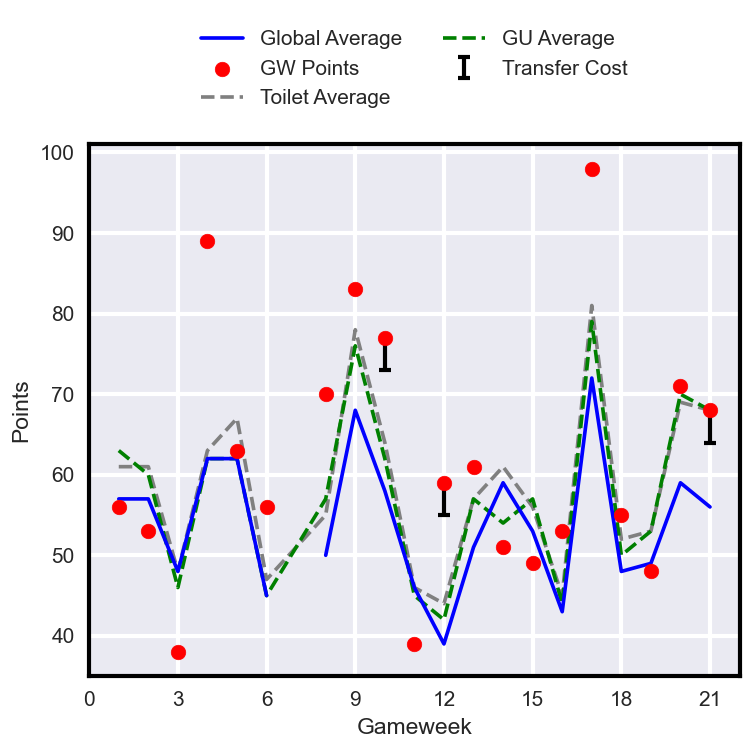 Global Average
GW Points
Toilet Average
GU Average
Transfer Cost
100
90
80
70
60
50
40
Points
0 3 6 9 12 15 18 21
Gameweek